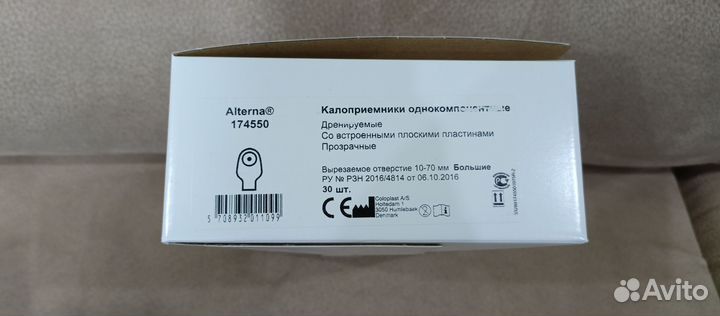 Alterna®
174550
5 708932 011099
Калоприемники однокомпонентные
Дренируемые
Со встроенными плоскими пластинами
Прозрачные
Вырезаемое отверстие 10-70 мм Большие
РУ № РЗН 2016/4814 от 06.10.2016
30 шт.
CE
Coloplast A/S
Holtedam 1
3050 Humlebaek
Denmark
Avito